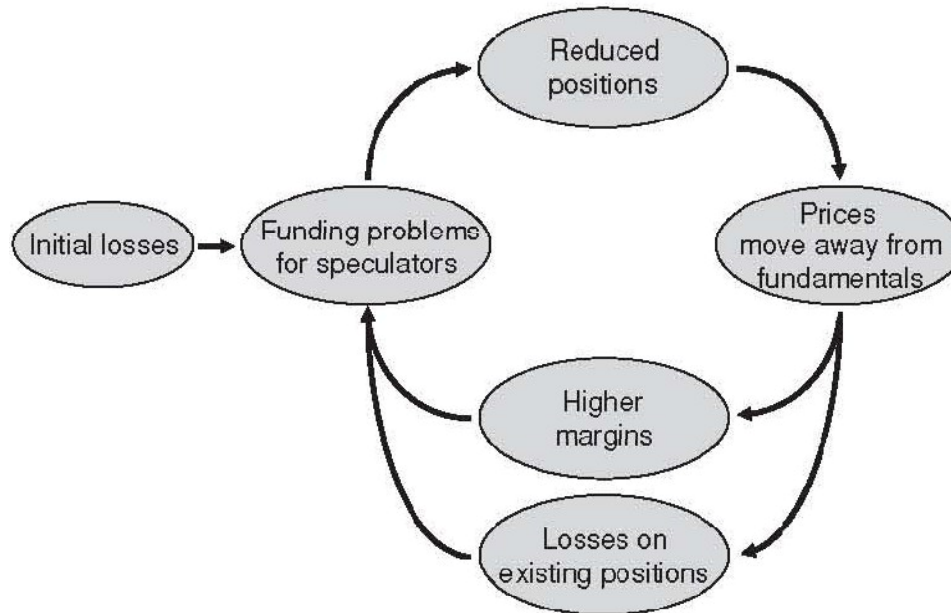 Reduced
positions
Initial losses
Funding problems
for speculators
Prices
move away from
fundamentals
Higher
margins
Losses on
existing positions